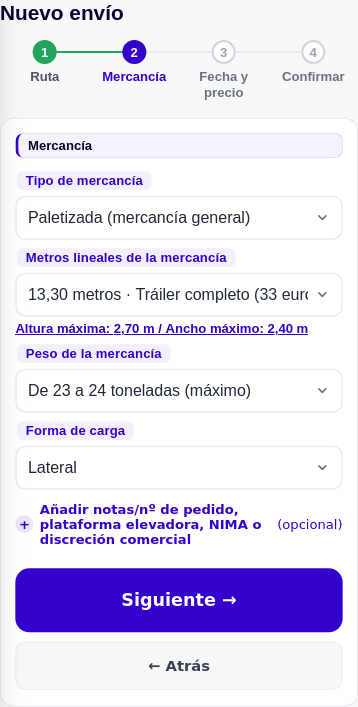 Nuevo envío
1 2 3 4
Ruta Mercancía Fecha y Confirmar
precio
Mercancía
Tipo de mercancía
Paletizada (mercancía general)
Metros lineales de la mercancía
13,30 metros · Tráiler completo (33 euro
Altura máxima: 2,70 m / Ancho máximo: 2,40 m
Peso de la mercancía
De 23 a 24 toneladas (máximo)
Forma de carga
Lateral
Añadir notas/nº de pedido,
+ plataforma elevadora, NIMA o (opcional)
discreción comercial
Siguiente →
← Atrás